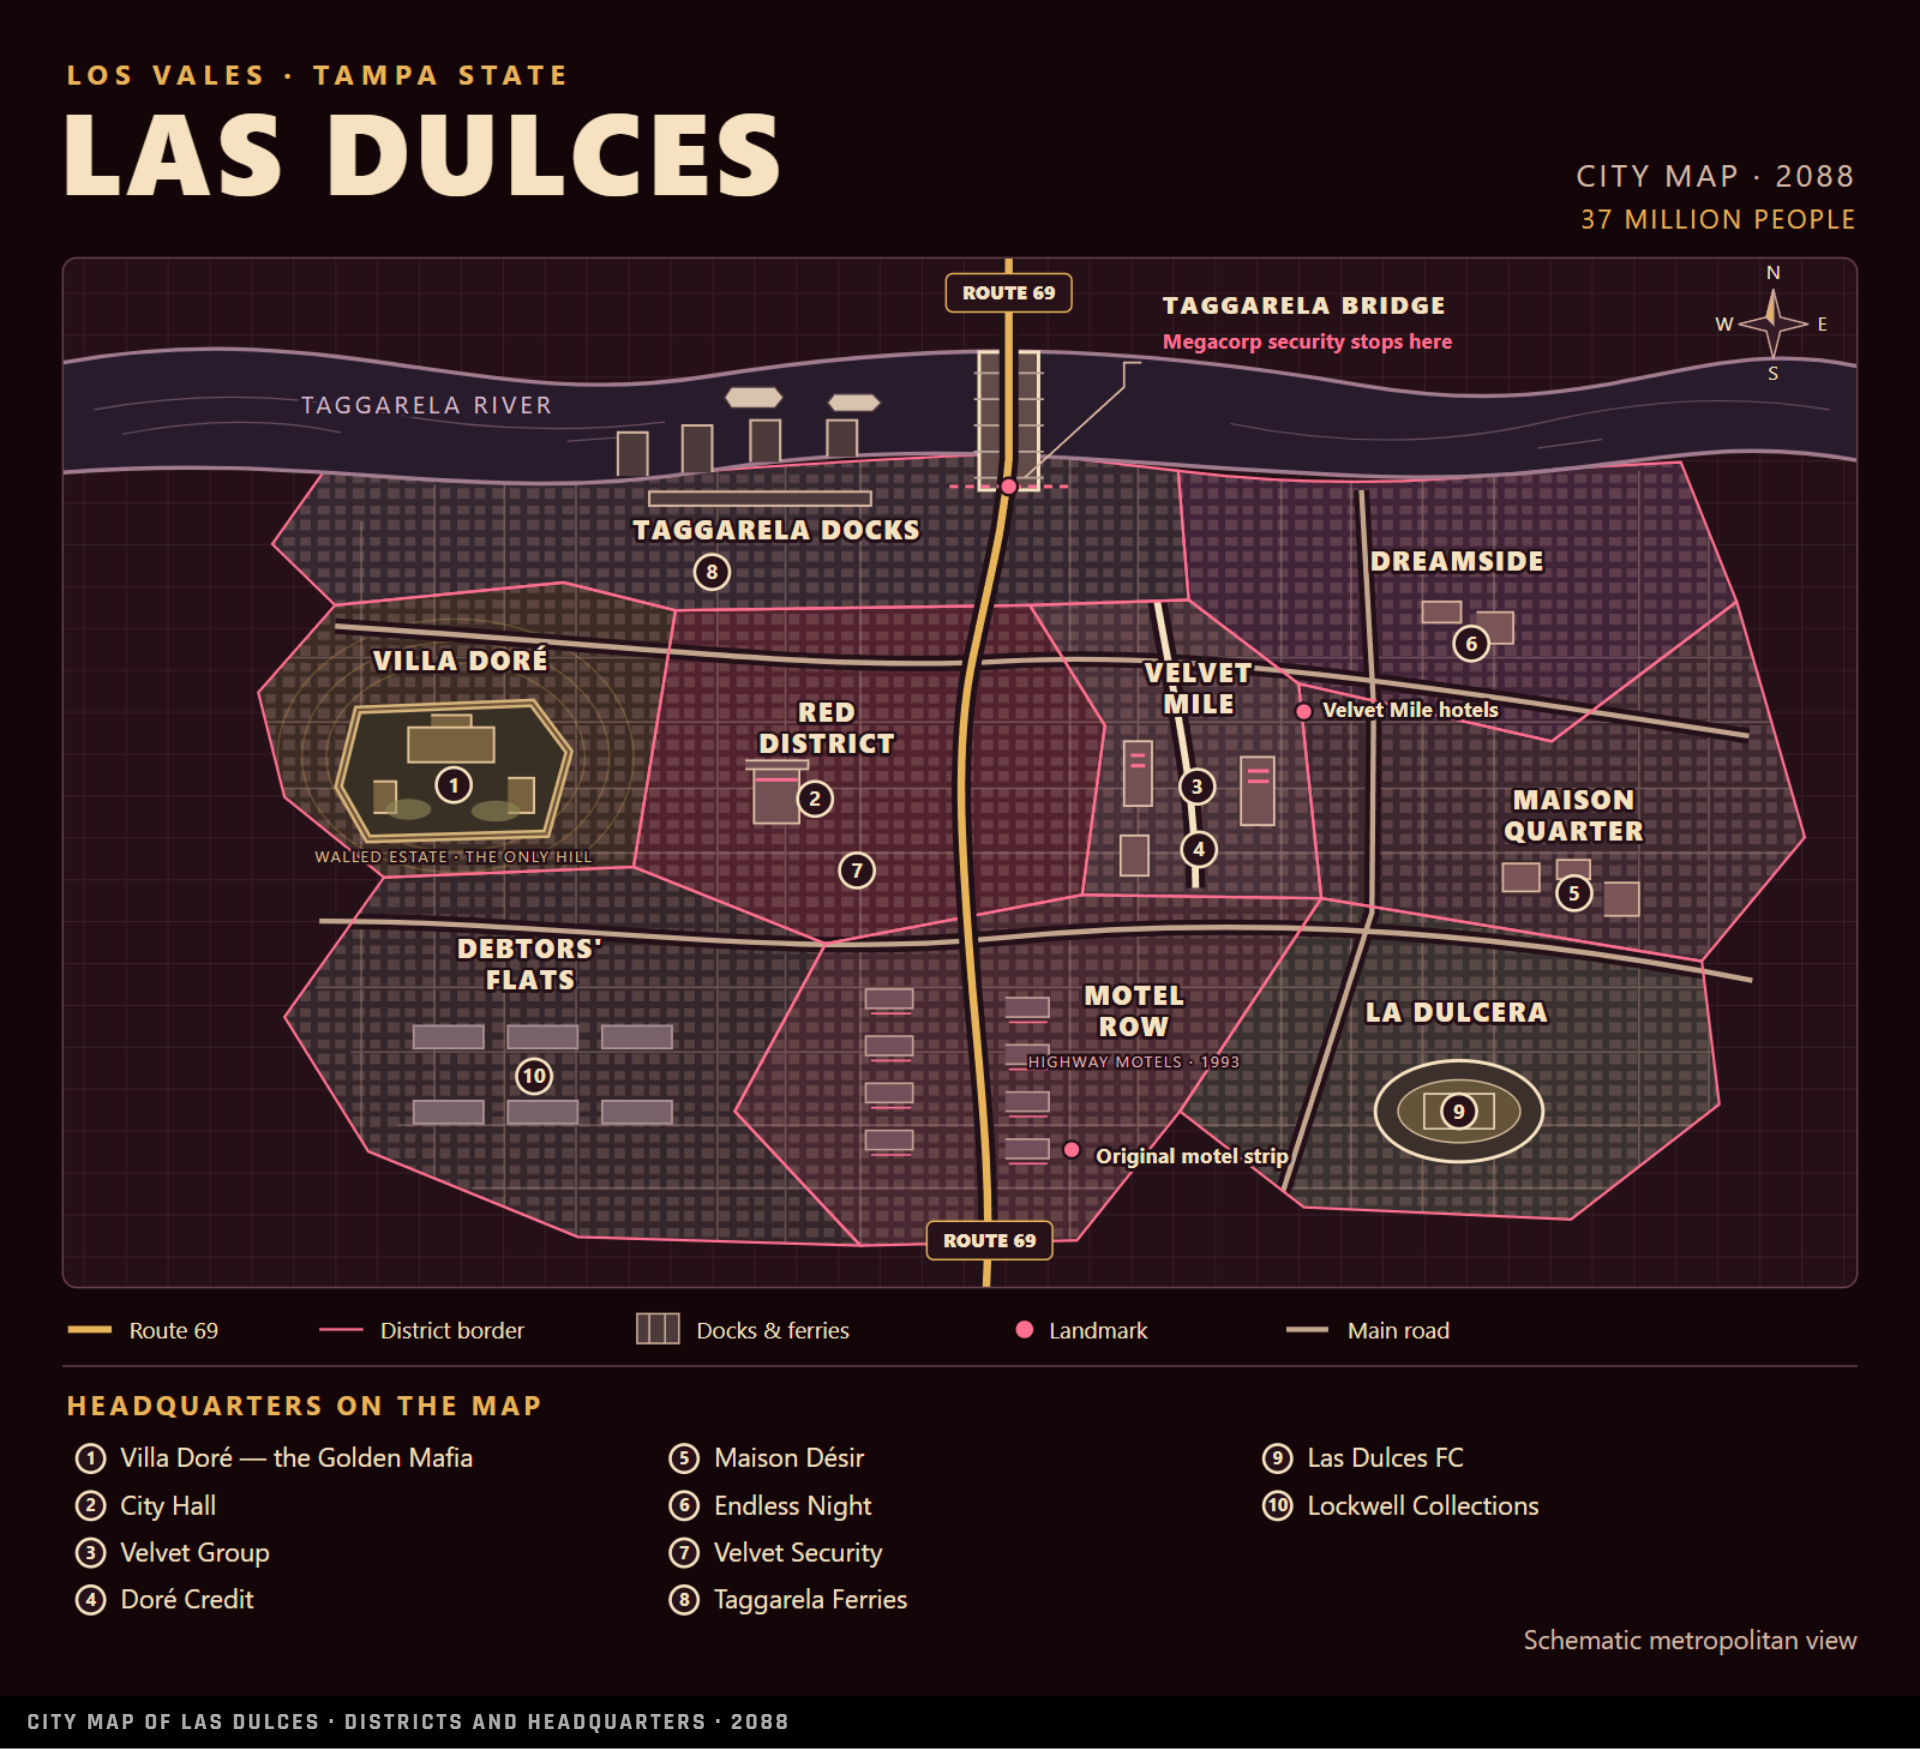 LOS VALES · TAMPA STATE
LAS DULCES
CITY MAP · 2088
37 MILLION PEOPLE
ROUTE 69
TAGGARELA BRIDGE
Megacorp security stops here
N
W
E
S
TAGGARELA RIVER
TAGGARELA DOCKS
8
DREAMSIDE
6
VILLA DORÉ
1
WALLED ESTATE · THE ONLY HILL
RED
DISTRICT
2
7
VELVET
MILE
3
4
Velvet Mile hotels
MAISON
QUARTER
5
DEBTORS'
FLATS
10
MOTEL
ROW
HIGHWAY MOTELS · 1993
Original motel strip
LA DULCERA
9
ROUTE 69
Route 69
District border
Docks & ferries
Landmark
Main road
HEADQUARTERS ON THE MAP
1 Villa Doré — the Golden Mafia
2 City Hall
3 Velvet Group
4 Doré Credit
5 Maison Désir
6 Endless Night
7 Velvet Security
8 Taggarela Ferries
9 Las Dulces FC
10 Lockwell Collections
Schematic metropolitan view
CITY MAP OF LAS DULCES · DISTRICTS AND HEADQUARTERS · 2088